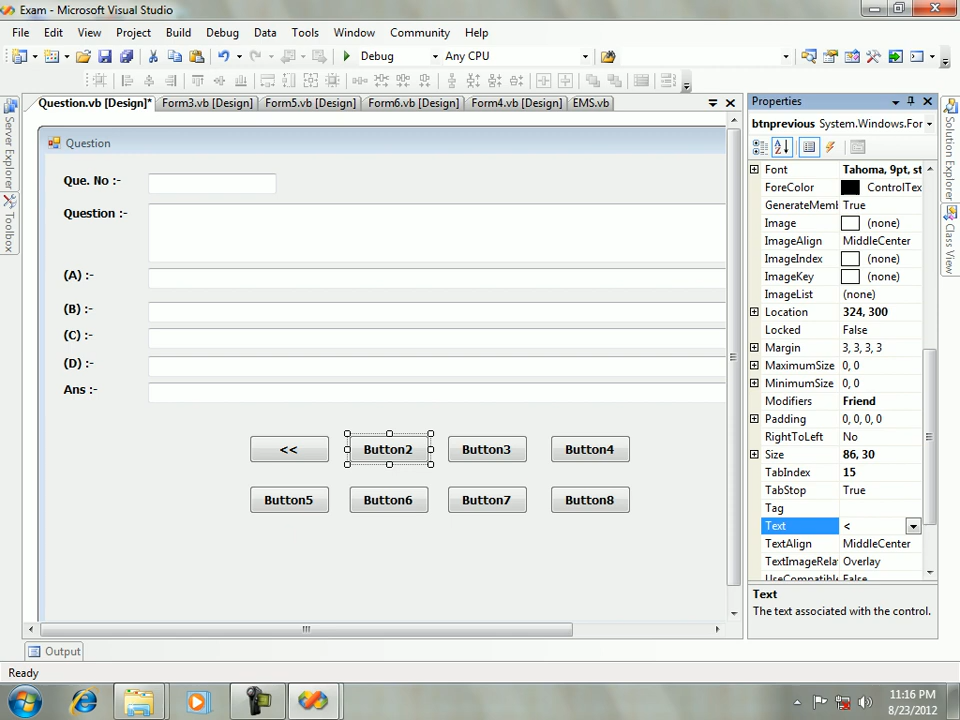 Exam - Microsoft Visual Studio
File Edit View Project Build Debug Data Tools Window Community Help
Debug Any CPU
Question.vb [Design]* Form3.vb [Design] Form5.vb [Design] Form6.vb [Design] Form4.vb [Design] EMS.vb
Server Explorer
Toolbox
Question
Que. No :-
Question :-
(A) :-
(B) :-
(C) :-
(D) :-
Ans :-
<< Button2 Button3 Button4
Button5 Button6 Button7 Button8
Properties
btnprevious System.Windows.For
Font Tahoma, 9pt, st
ForeColor ControlTex
GenerateMemb True
Image (none)
ImageAlign MiddleCenter
ImageIndex (none)
ImageKey (none)
ImageList (none)
Location 324, 300
Locked False
Margin 3, 3, 3, 3
MaximumSize 0, 0
MinimumSize 0, 0
Modifiers Friend
Padding 0, 0, 0, 0
RightToLeft No
Size 86, 30
TabIndex 15
TabStop True
Tag
Text <
TextAlign MiddleCenter
TextImageRela Overlay
UseCompatible False
Text
The text associated with the control.
Solution Explorer
Class View
Output
Ready
11:16 PM
8/23/2012